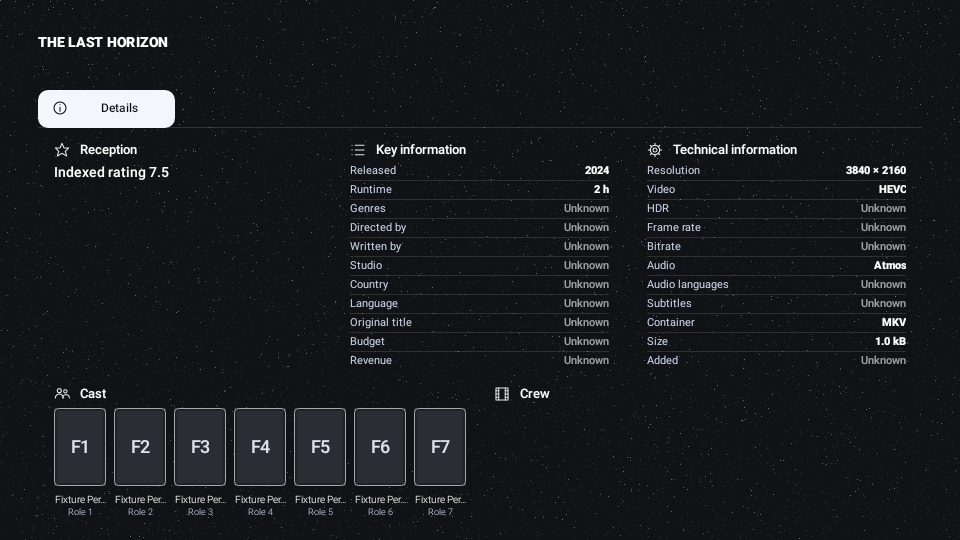 THE LAST HORIZON
Details
Reception
Indexed rating 7.5
Key information
Released 2024
Runtime 2 h
Genres Unknown
Directed by Unknown
Written by Unknown
Studio Unknown
Country Unknown
Language Unknown
Original title Unknown
Budget Unknown
Revenue Unknown
Technical information
Resolution 3840 × 2160
Video HEVC
HDR Unknown
Frame rate Unknown
Bitrate Unknown
Audio Atmos
Audio languages Unknown
Subtitles Unknown
Container MKV
Size 1.0 kB
Added Unknown
Cast
F1 F2 F3 F4 F5 F6 F7
Fixture Per... Fixture Per... Fixture Per... Fixture Per... Fixture Per... Fixture Per... Fixture Per...
Role 1 Role 2 Role 3 Role 4 Role 5 Role 6 Role 7
Crew